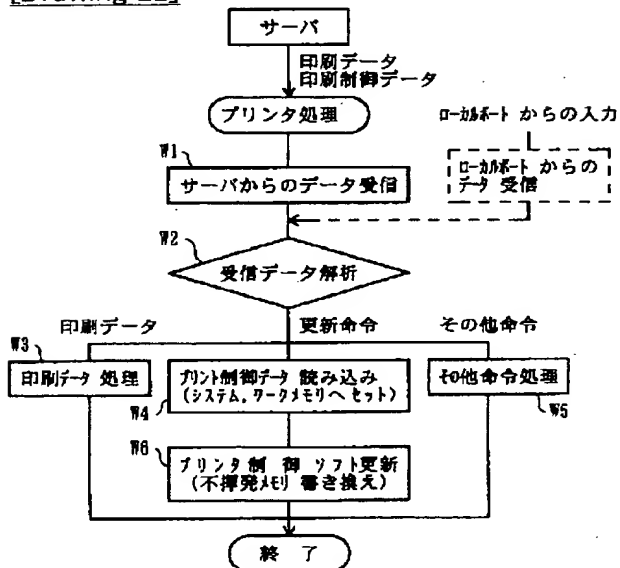 サーバ
印刷データ
印刷制御データ
プリンタ処理
ローカルポート からの入力
W1
サーバからのデータ受信
ローカルポート からの
データ 受信
W2
受信データ解析
印刷データ
更新命令
その他命令
W3
印刷データ 処理
プリント制御データ 読み込み
(システム.ワークメモリへ セット)
その他命令処理
W4
W5
W6
プリンタ制 御 ソフト更新
(不揮発メモリ 書き換え)
終 了